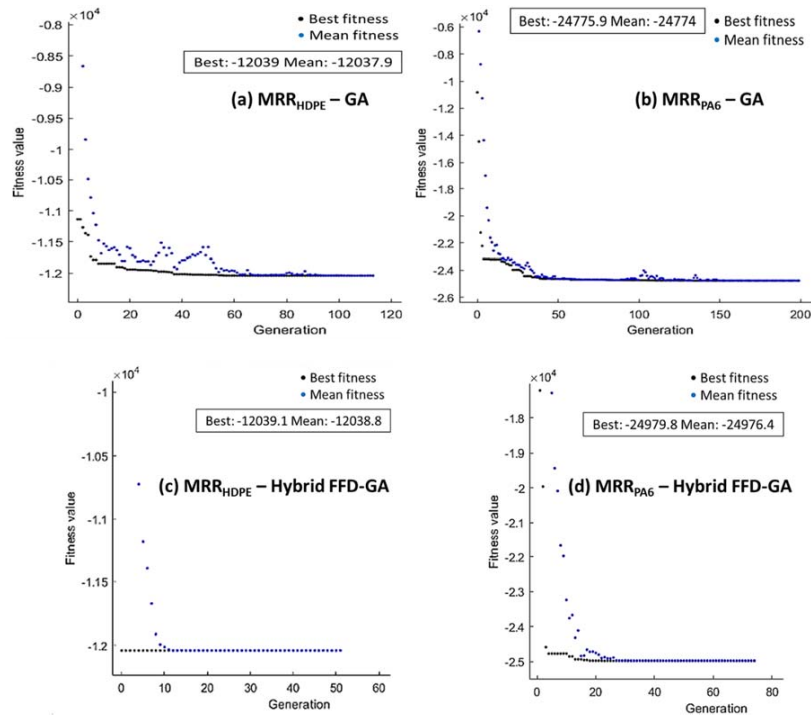 ×10⁴
Best fitness
Mean fitness
Best: -12039 Mean: -12037.9
(a) MRR_HDPE – GA
Fitness value
-0.8
-0.85
-0.9
-0.95
-1
-1.05
-1.1
-1.15
-1.2
0 20 40 60 80 100 120
Generation
×10⁴
Best: -24775.9 Mean: -24774
Best fitness
Mean fitness
(b) MRR_PA6 – GA
Fitness value
-0.6
-0.8
-1
-1.2
-1.4
-1.6
-1.8
-2
-2.2
-2.4
-2.6
0 50 100 150 200
Generation
×10⁴
Best fitness
Mean fitness
Best: -12039.1 Mean: -12038.8
(c) MRR_HDPE – Hybrid FFD-GA
Fitness value
-1
-1.05
-1.1
-1.15
-1.2
0 10 20 30 40 50 60
Generation
×10⁴
Best fitness
Mean fitness
Best: -24979.8 Mean: -24976.4
(d) MRR_PA6 – Hybrid FFD-GA
Fitness value
-1.8
-1.9
-2
-2.1
-2.2
-2.3
-2.4
-2.5
0 20 40 60 80
Generation